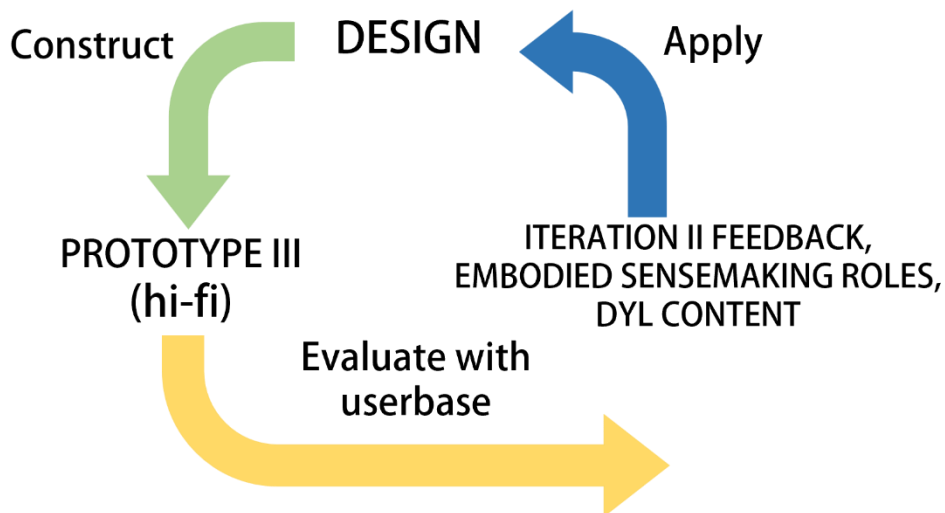 Construct
DESIGN
Apply
PROTOTYPE III
(hi-fi)
ITERATION II FEEDBACK,
EMBODIED SENSEMAKING ROLES,
DYL CONTENT
Evaluate with
userbase